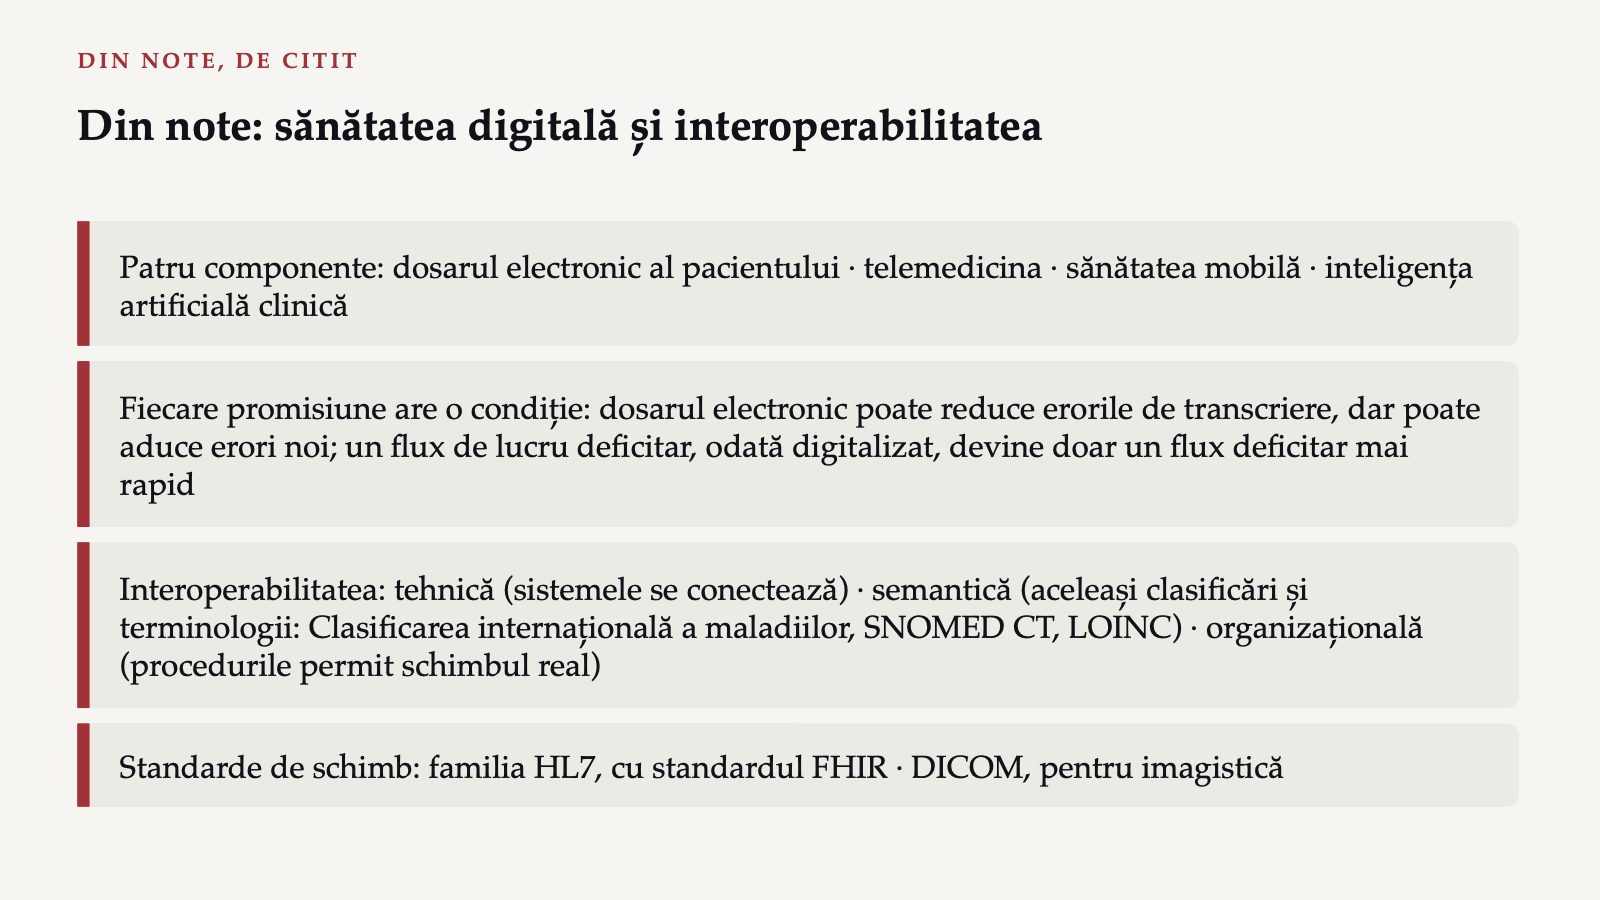 DIN NOTE, DE CITIT
Din note: sănătatea digitală și interoperabilitatea
Patru componente: dosarul electronic al pacientului · telemedicina · sănătatea mobilă · inteligența
artificială clinică
Fiecare promisiune are o condiție: dosarul electronic poate reduce erorile de transcriere, dar poate
aduce erori noi; un flux de lucru deficitar, odată digitalizat, devine doar un flux deficitar mai
rapid
Interoperabilitatea: tehnică (sistemele se conectează) · semantică (aceleași clasificări și
terminologii: Clasificarea internațională a maladiilor, SNOMED CT, LOINC) · organizațională
(procedurile permit schimbul real)
Standarde de schimb: familia HL7, cu standardul FHIR · DICOM, pentru imagistică